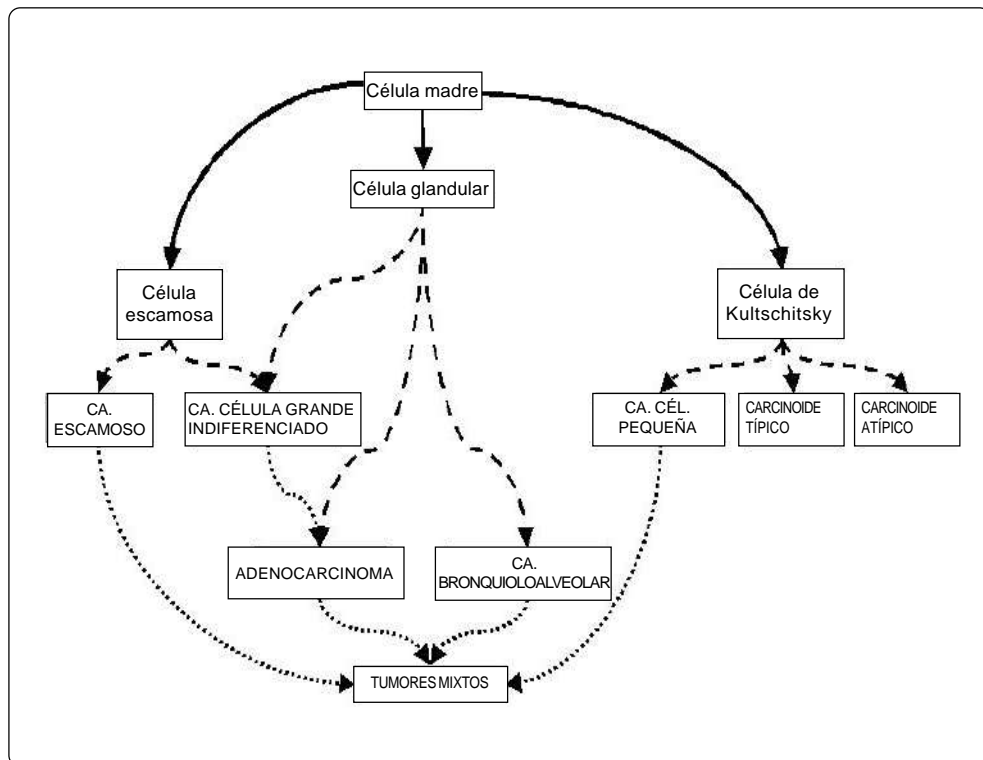 Célula madre
Célula glandular
Célula
escamosa
Célula de
Kultschitsky
CA.
ESCAMOSO
CA. CÉLULA GRANDE
INDIFERENCIADO
CA. CÉL.
PEQUEÑA
CARCINOIDE
TÍPICO
CARCINOIDE
ATÍPICO
ADENOCARCINOMA
CA.
BRONQUIOLOALVEOLAR
TUMORES MIXTOS